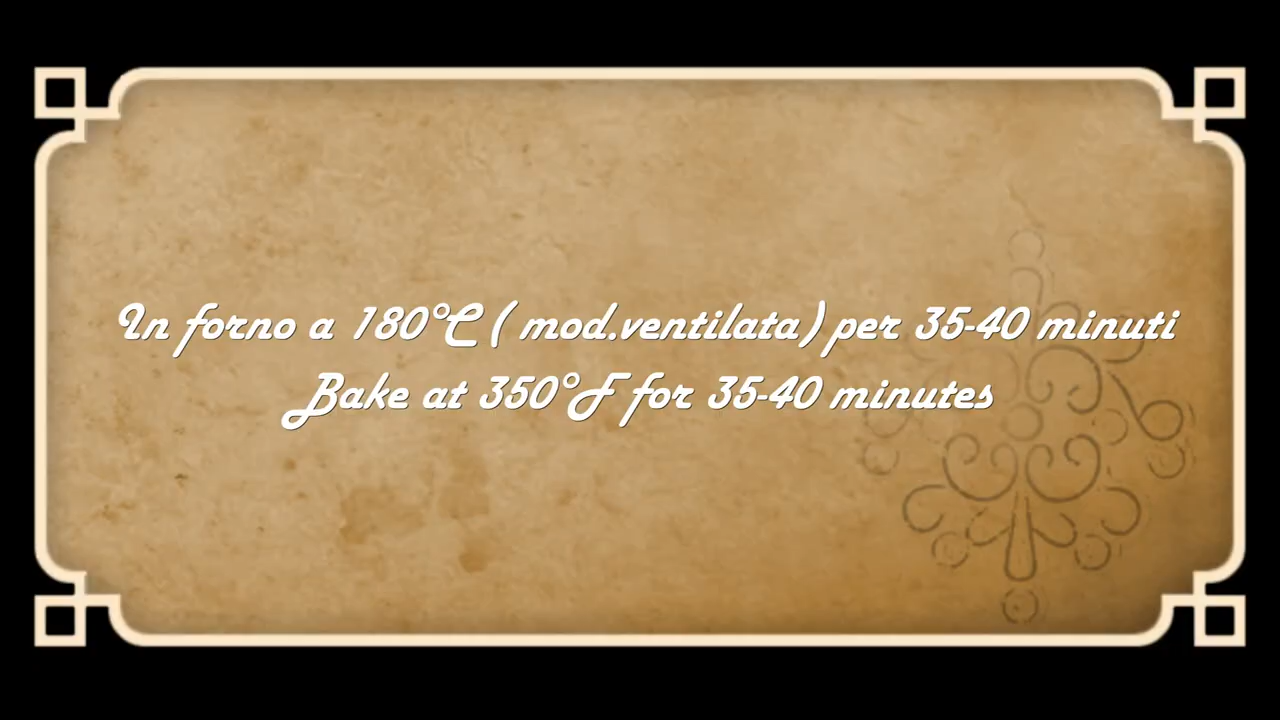 In forno a 180°C ( mod.ventilata) per 35-40 minuti
Bake at 350°F for 35-40 minutes